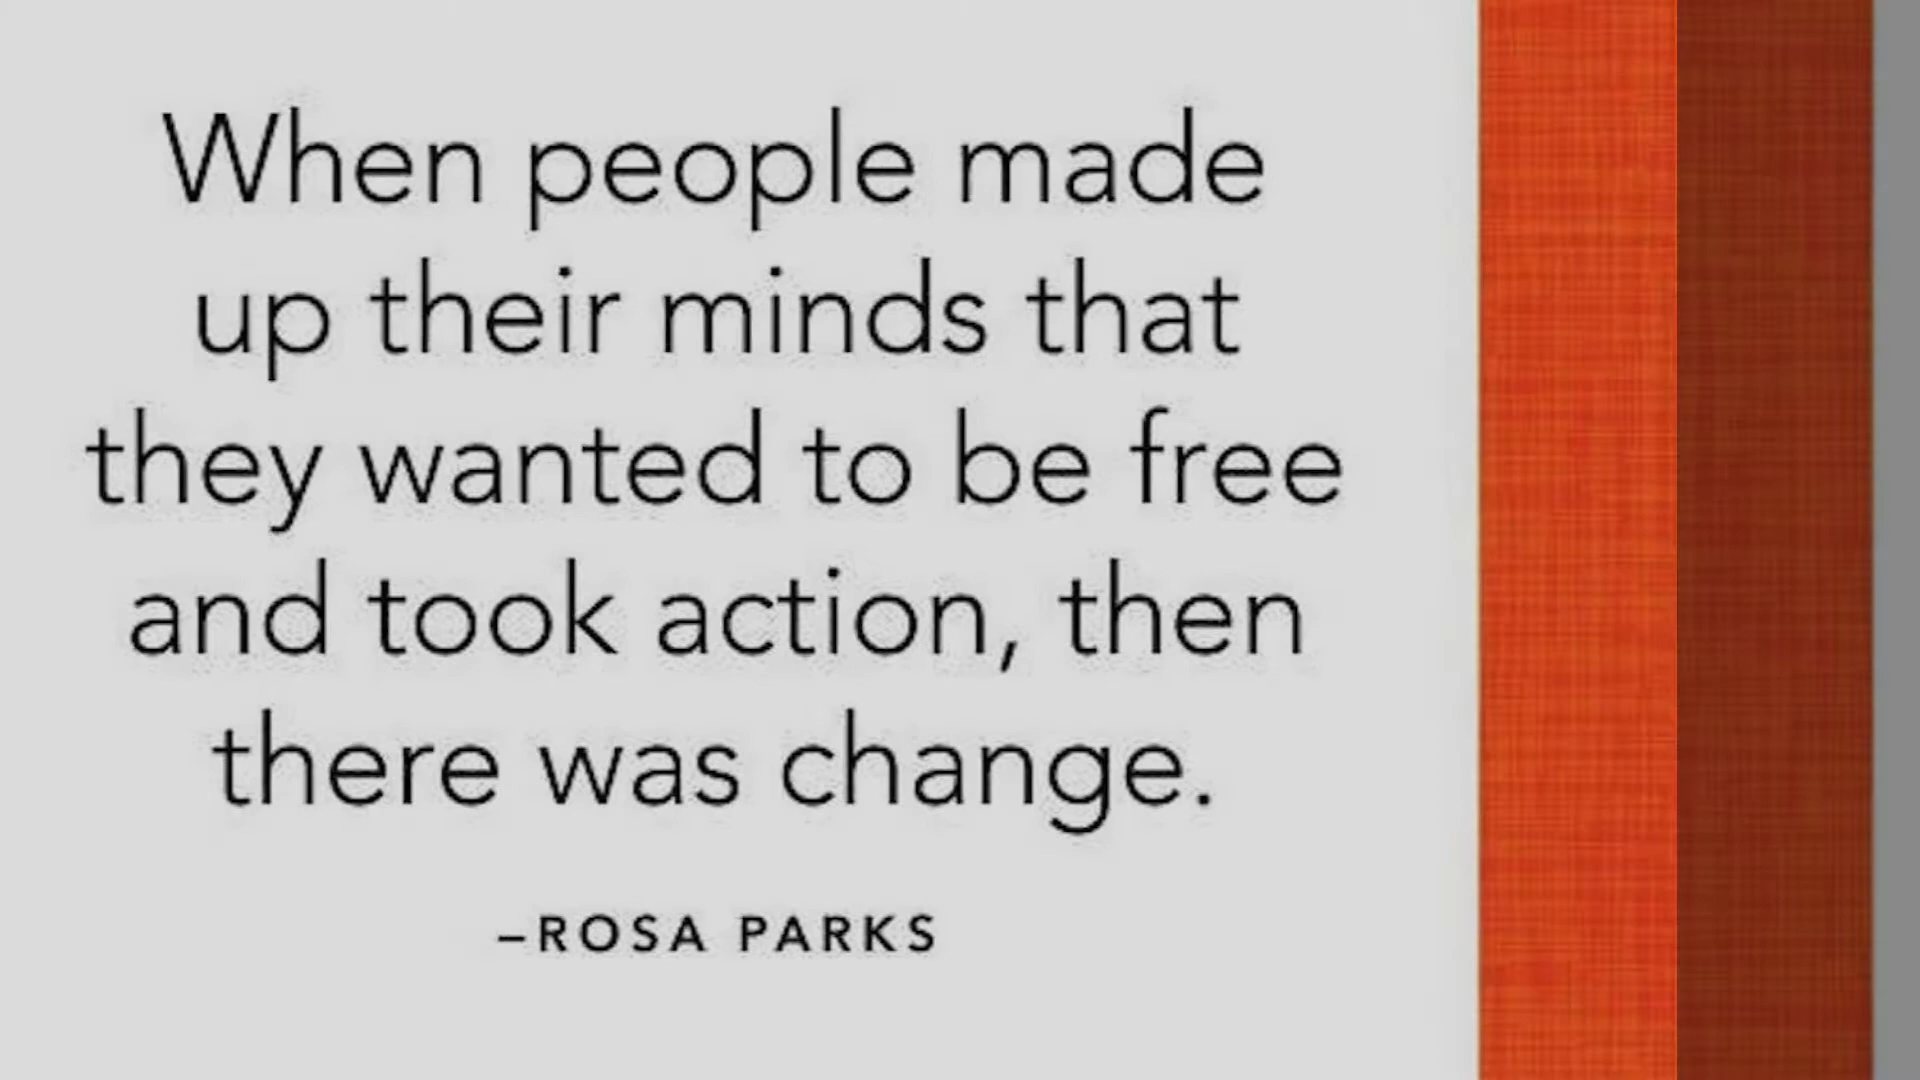 When people made
up their minds that
they wanted to be free
and took action, then
there was change.
–ROSA PARKS